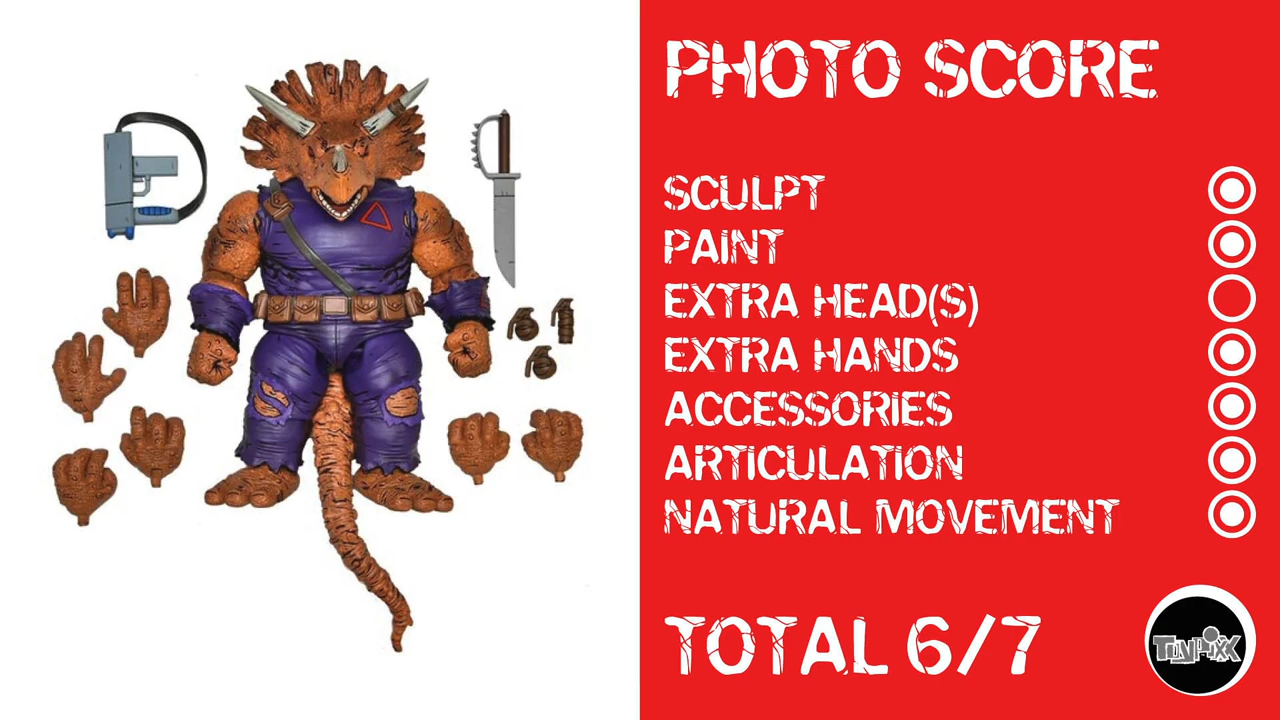 PHOTO SCORE
SCULPT
PAINT
EXTRA HEAD(S)
EXTRA HANDS
ACCESSORIES
ARTICULATION
NATURAL MOVEMENT
TOTAL 6/7